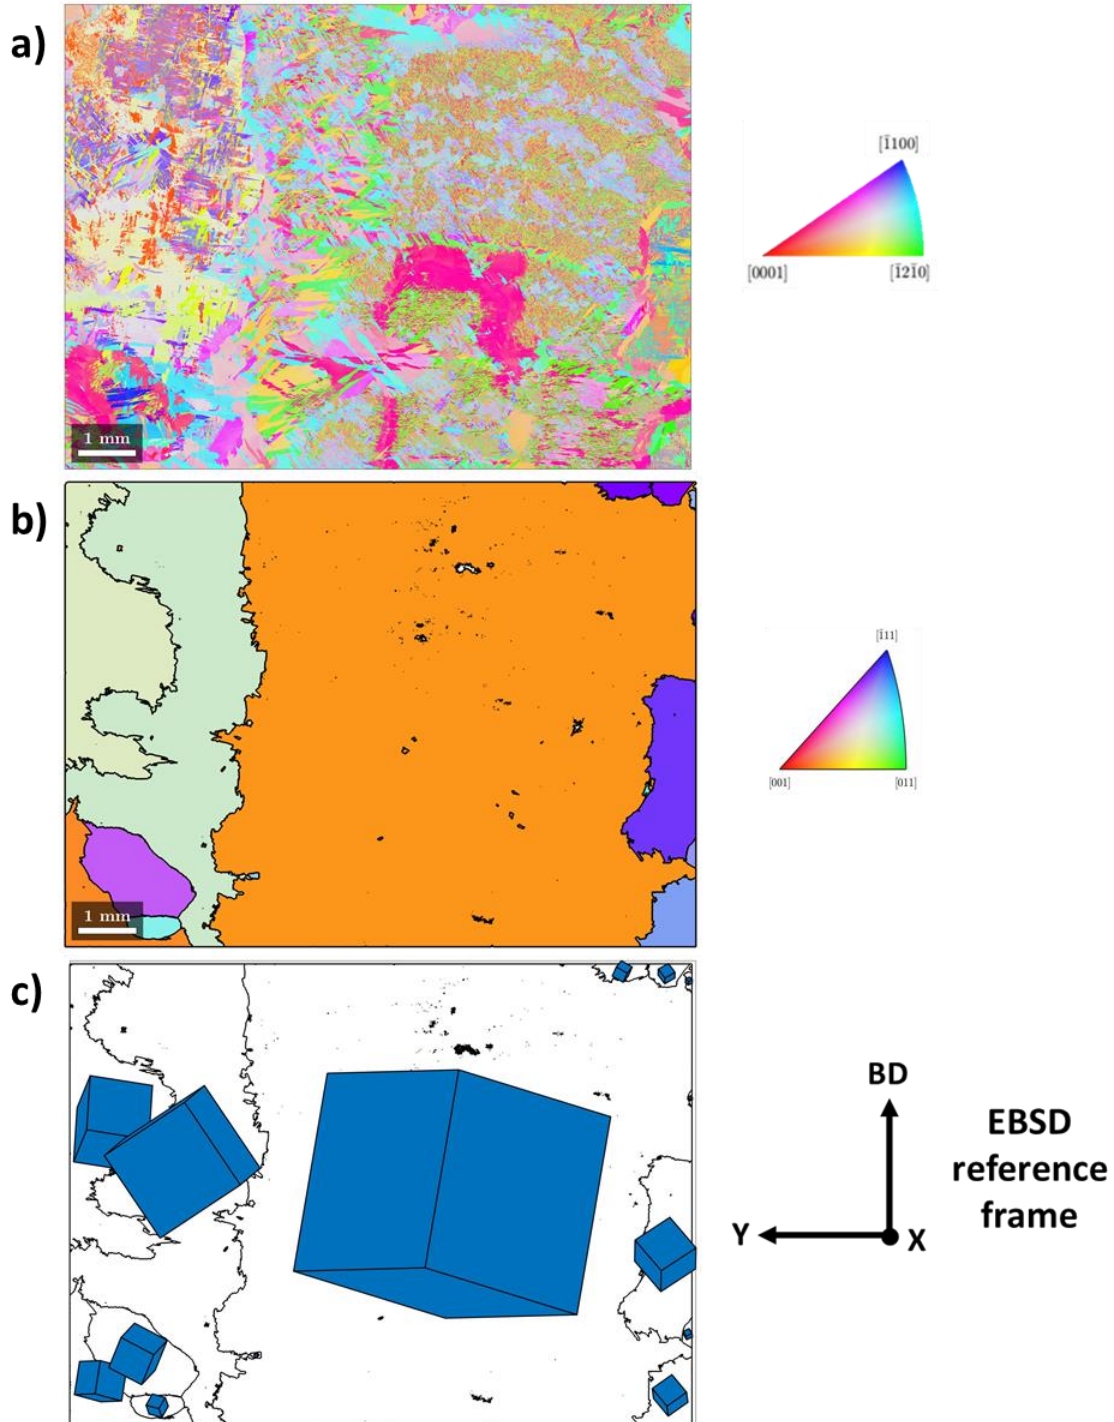 a)
[1̄100]
[0001]
[1̄21̄0]
1 mm
b)
[1̄11]
[001]
[011]
1 mm
c)
BD
EBSD
reference
frame
Y
X